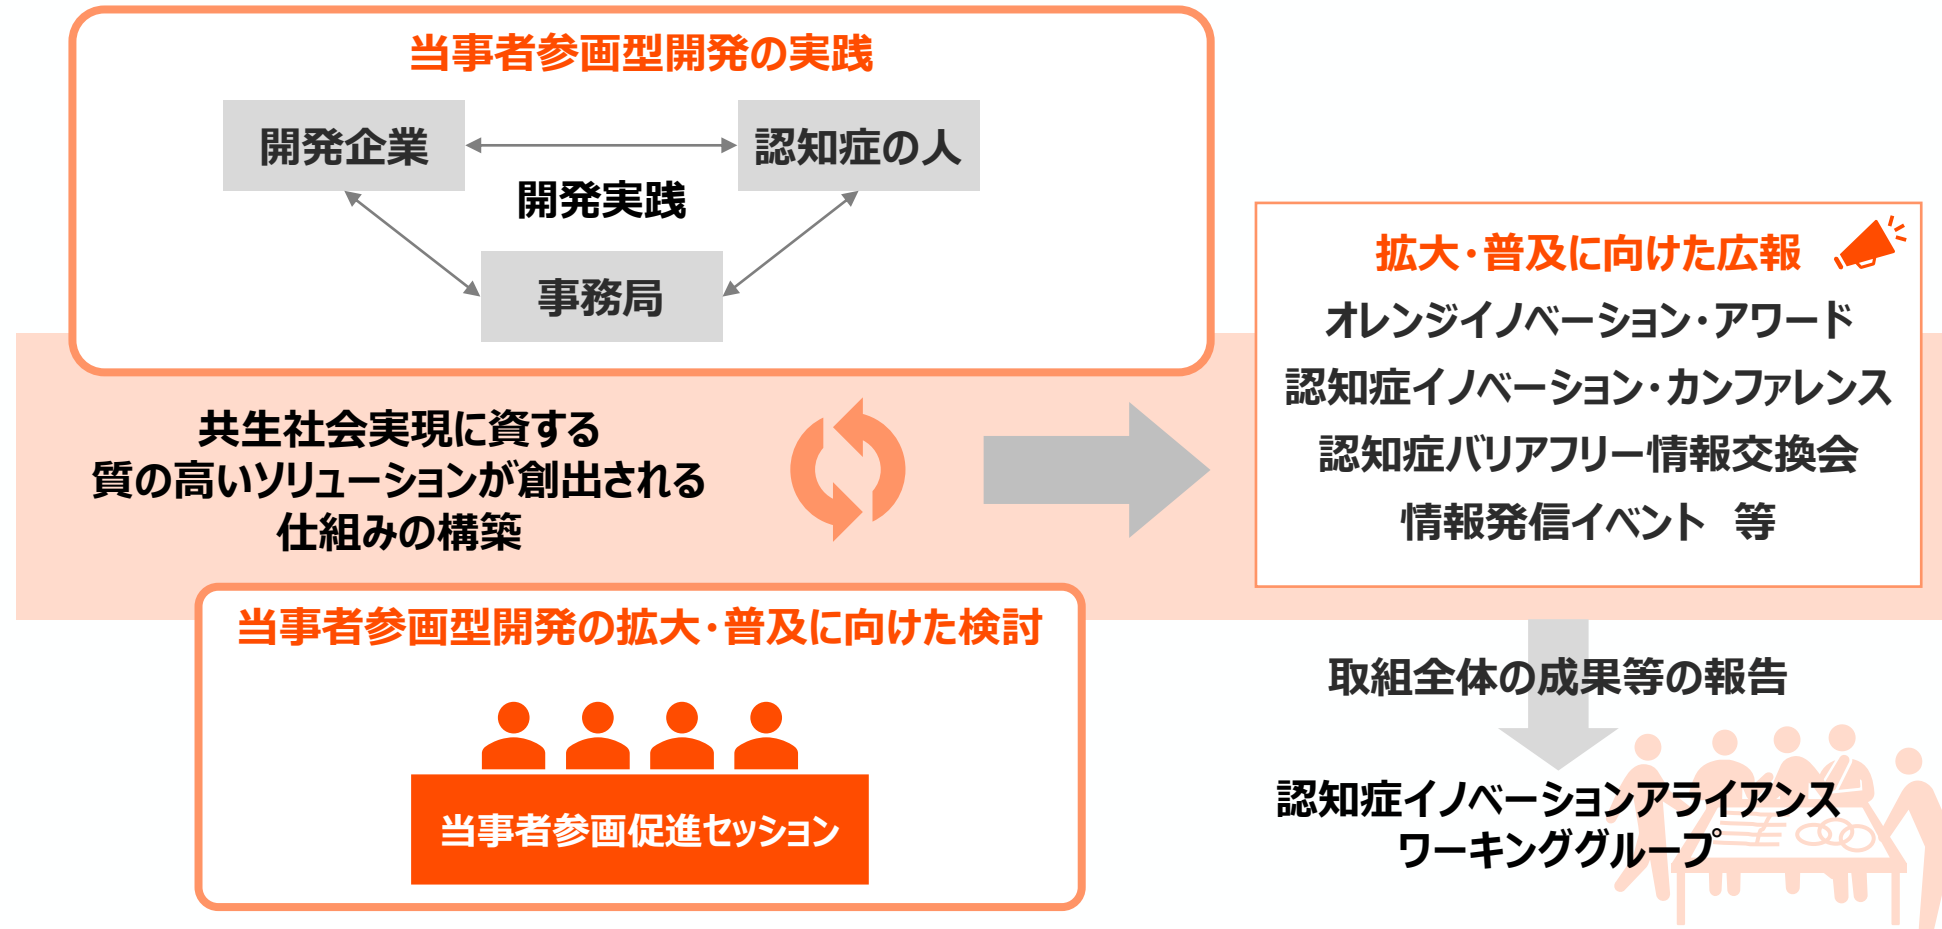 当事者参画型開発の実践
開発企業
認知症の人
開発実践
事務局
共生社会実現に資する
質の高いソリューションが創出される
仕組みの構築
当事者参画型開発の拡大・普及に向けた検討
当事者参画促進セッション
拡大・普及に向けた広報
オレンジイノベーション・アワード
認知症イノベーション・カンファレンス
認知症バリアフリー情報交換会
情報発信イベント　等
取組全体の成果等の報告
認知症イノベーションアライアンス
ワーキンググループ